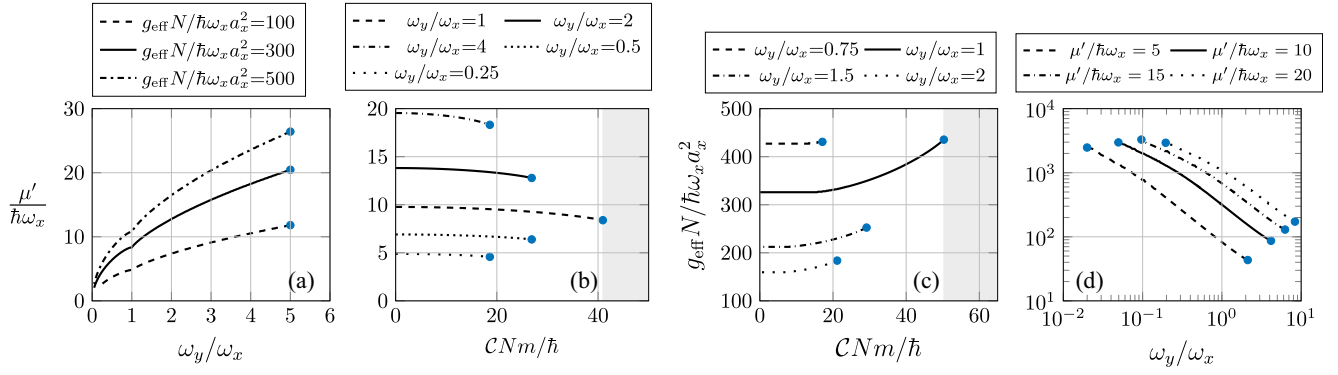 g_eff N/ħω_x a_x^2=100
g_eff N/ħω_x a_x^2=300
g_eff N/ħω_x a_x^2=500
μ′/ħω_x
30
20
10
0
0 1 2 3 4 5 6
ω_y/ω_x
(a)
ω_y/ω_x=1 ω_y/ω_x=2
ω_y/ω_x=4 ω_y/ω_x=0.5
ω_y/ω_x=0.25
20
15
10
5
0
0 20 40
𝒞Nm/ħ
(b)
ω_y/ω_x=0.75 ω_y/ω_x=1
ω_y/ω_x=1.5 ω_y/ω_x=2
g_eff N/ħω_x a_x^2
500
400
300
200
100
0 20 40 60
𝒞Nm/ħ
(c)
μ′/ħω_x = 5 μ′/ħω_x = 10
μ′/ħω_x = 15 μ′/ħω_x = 20
10^4
10^3
10^2
10^1
10^−2 10^−1 10^0 10^1
ω_y/ω_x
(d)